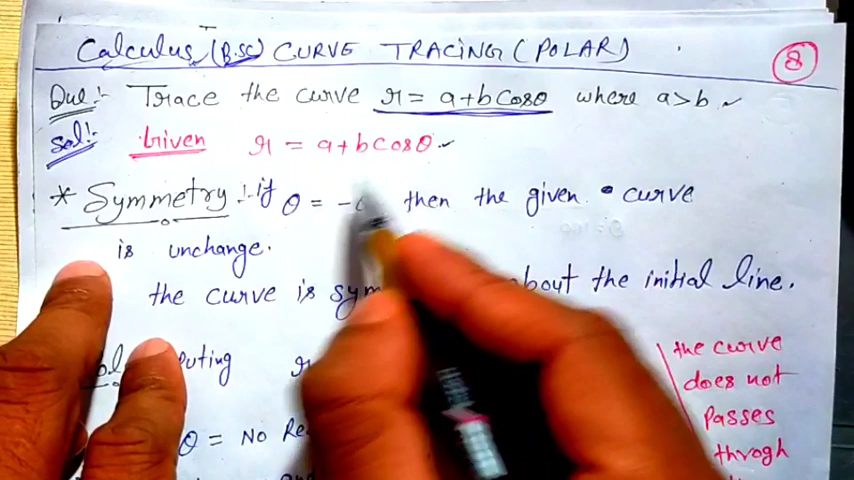 Calculus (B.SC) CURVE TRACING (POLAR)
8
Que:- Trace the curve r = a+bcosθ where a>b
Sol:- Given r = a+bcosθ
* Symmetry :- if θ = - then the given curve
is unchange.
the curve is about the initial line.
the curve
does not
Passes
throgh
puting r
θ = No